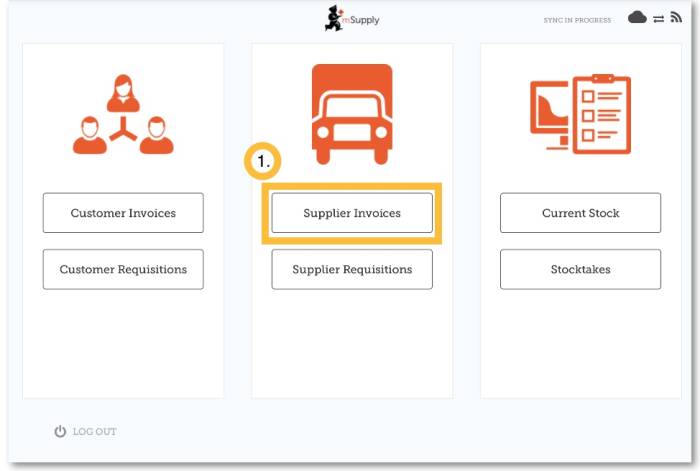 mSupply
SYNC IN PROGRESS
1.
Customer Invoices
Supplier Invoices
Current Stock
Customer Requisitions
Supplier Requisitions
Stocktakes
LOG OUT